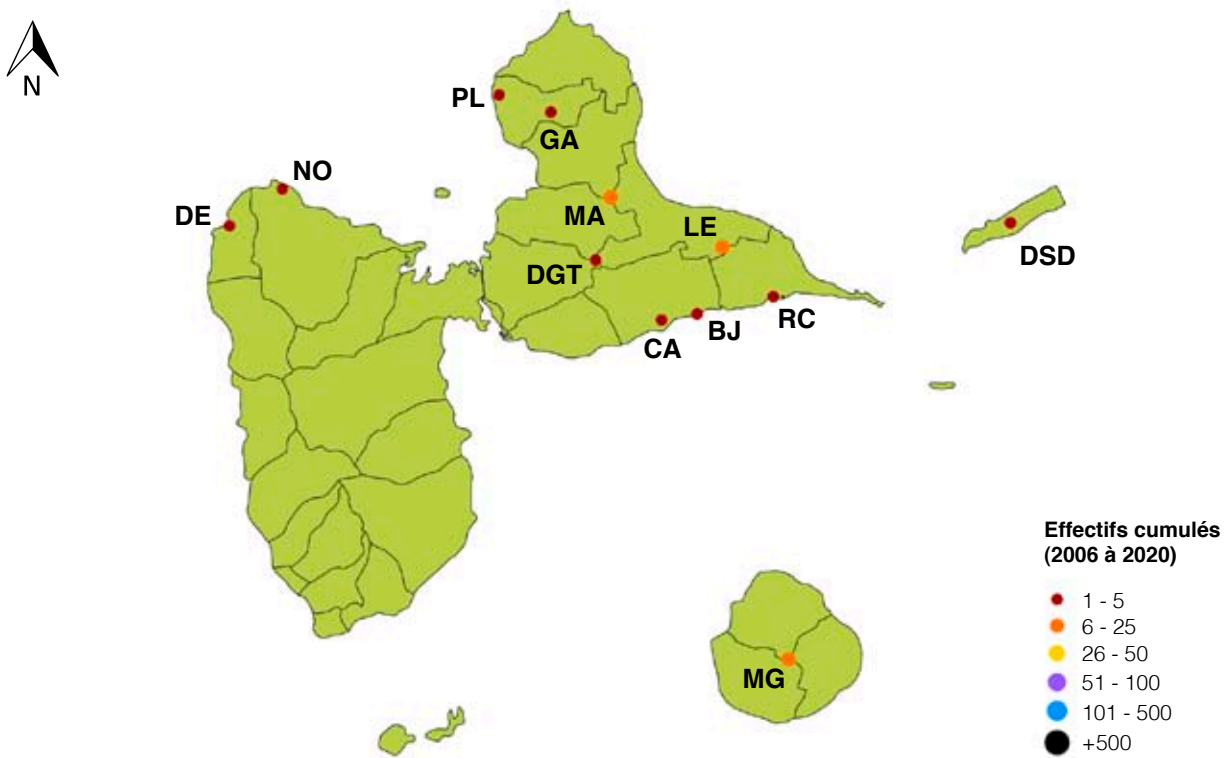 N
PL
GA
NO
DE
MA
LE
DGT
DSD
RC
BJ
CA
MG
Effectifs cumulés
(2006 à 2020)
1 - 5
6 - 25
26 - 50
51 - 100
101 - 500
+500